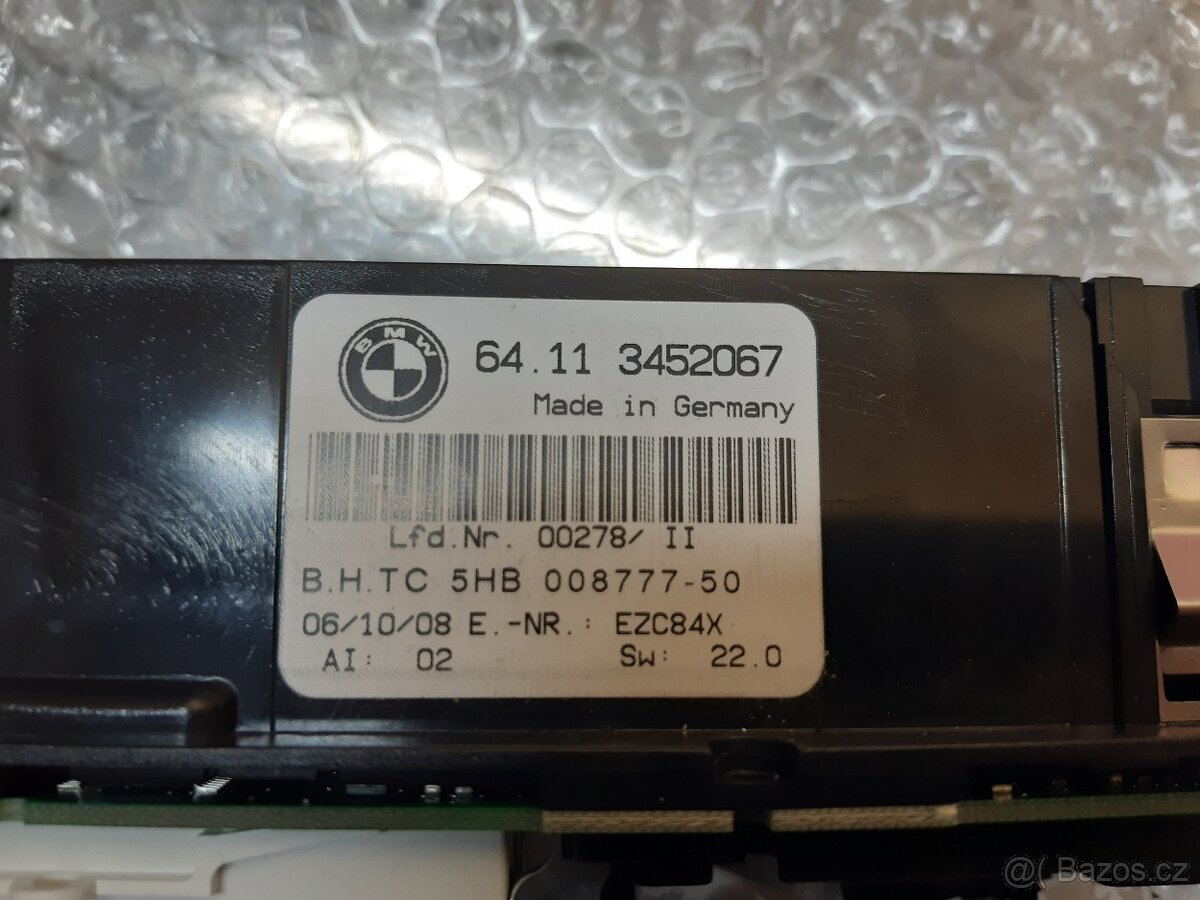 BMW
64.11 3452067
Made in Germany
Lfd.Nr. 00278/ II
B.H.TC 5HB 008777-50
06/10/08 E.-NR.: EZC84X
AI: 02 Sw: 22.0
@( Bazos.cz